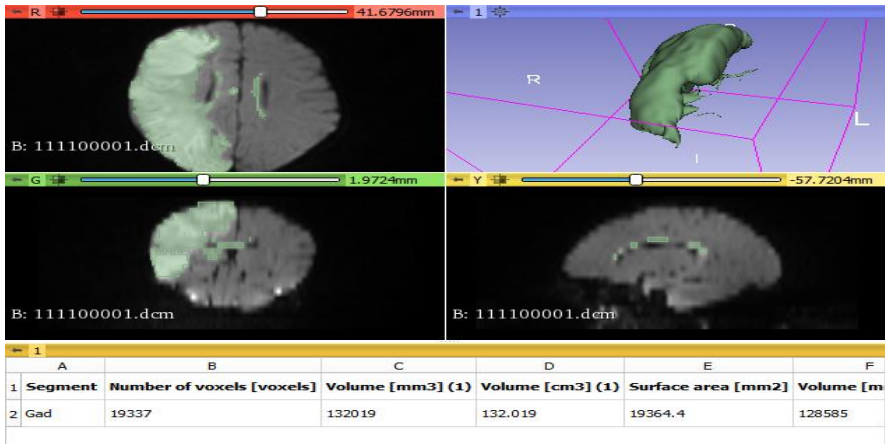 R 41.6796mm
1
R
L
I
B: 111100001.dcm
G 1.9724mm
Y -57.7204mm
B: 111100001.dcm
B: 111100001.dcm
1
A B C D E F
1 Segment Number of voxels [voxels] Volume [mm3] (1) Volume [cm3] (1) Surface area [mm2] Volume [m
2 Gad 19337 132019 132.019 19364.4 128585